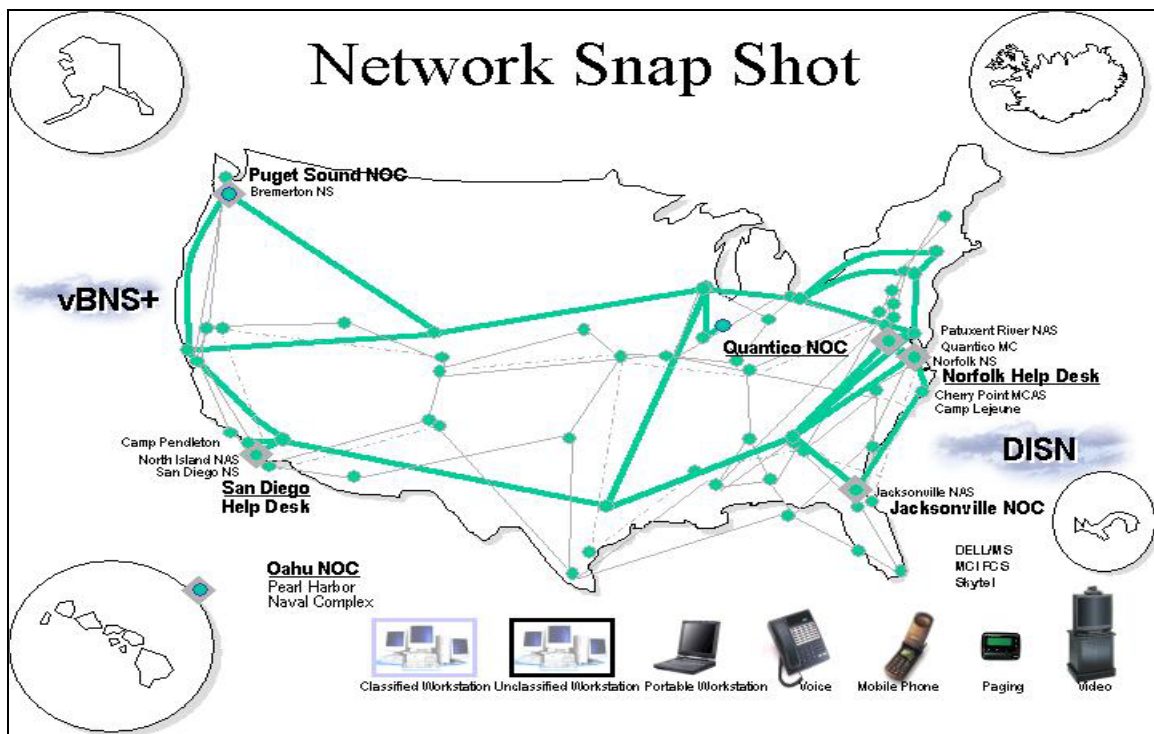 Network Snap Shot
Puget Sound NOC
Bremerton NS
vBNS+
Quantico NOC
Patuxent River NAS
Quantico MC
Norfolk NS
Norfolk Help Desk
Cherry Point MCAS
Camp Lejeune
Camp Pendleton
North Island NAS
San Diego NS
San Diego
Help Desk
DISN
Jacksonville NAS
Jacksonville NOC
Oahu NOC
Pearl Harbor
Naval Complex
DELL/MS
MCI FCS
Skytel
Classified Workstation
Unclassified Workstation
Portable Workstation
Voice
Mobile Phone
Paging
Video